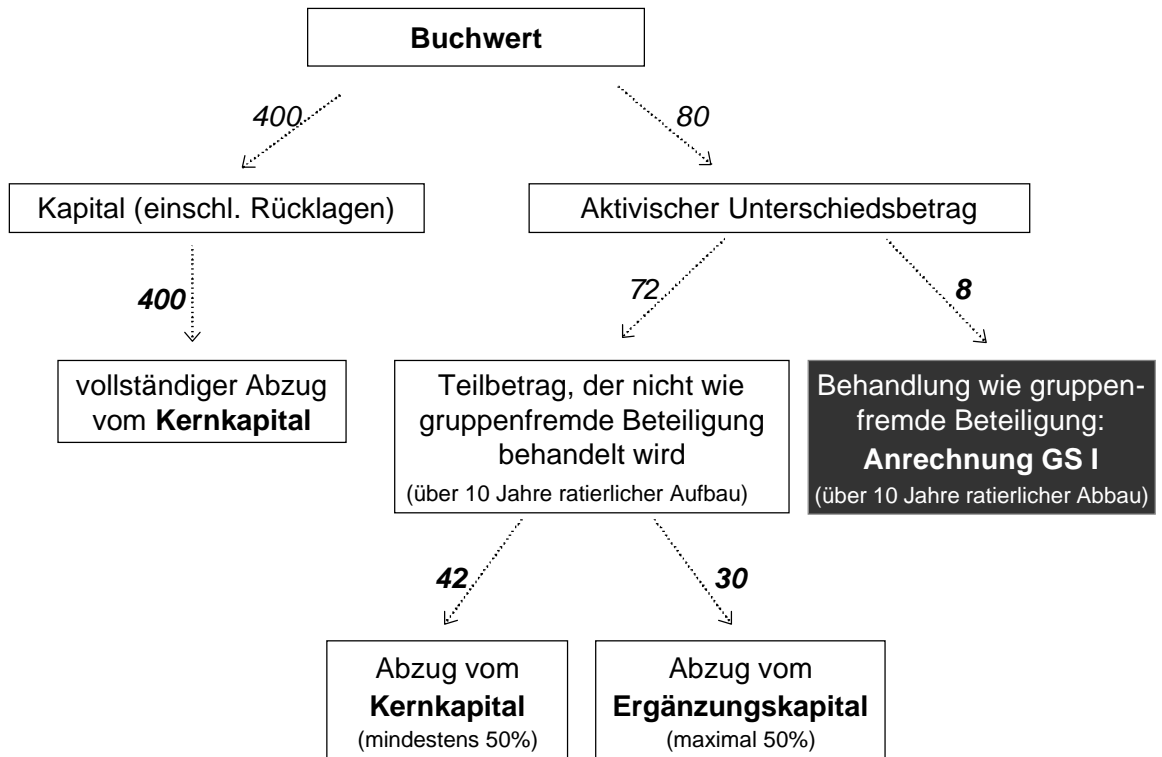 Buchwert
400
80
Kapital (einschl. Rücklagen)
Aktivischer Unterschiedsbetrag
400
72
8
vollständiger Abzug
vom Kernkapital
Teilbetrag, der nicht wie
gruppenfremde Beteiligung
behandelt wird
(über 10 Jahre ratierlicher Aufbau)
Behandlung wie gruppen-
fremde Beteiligung:
Anrechnung GS I
(über 10 Jahre ratierlicher Abbau)
42
30
Abzug vom
Kernkapital
(mindestens 50%)
Abzug vom
Ergänzungskapital
(maximal 50%)